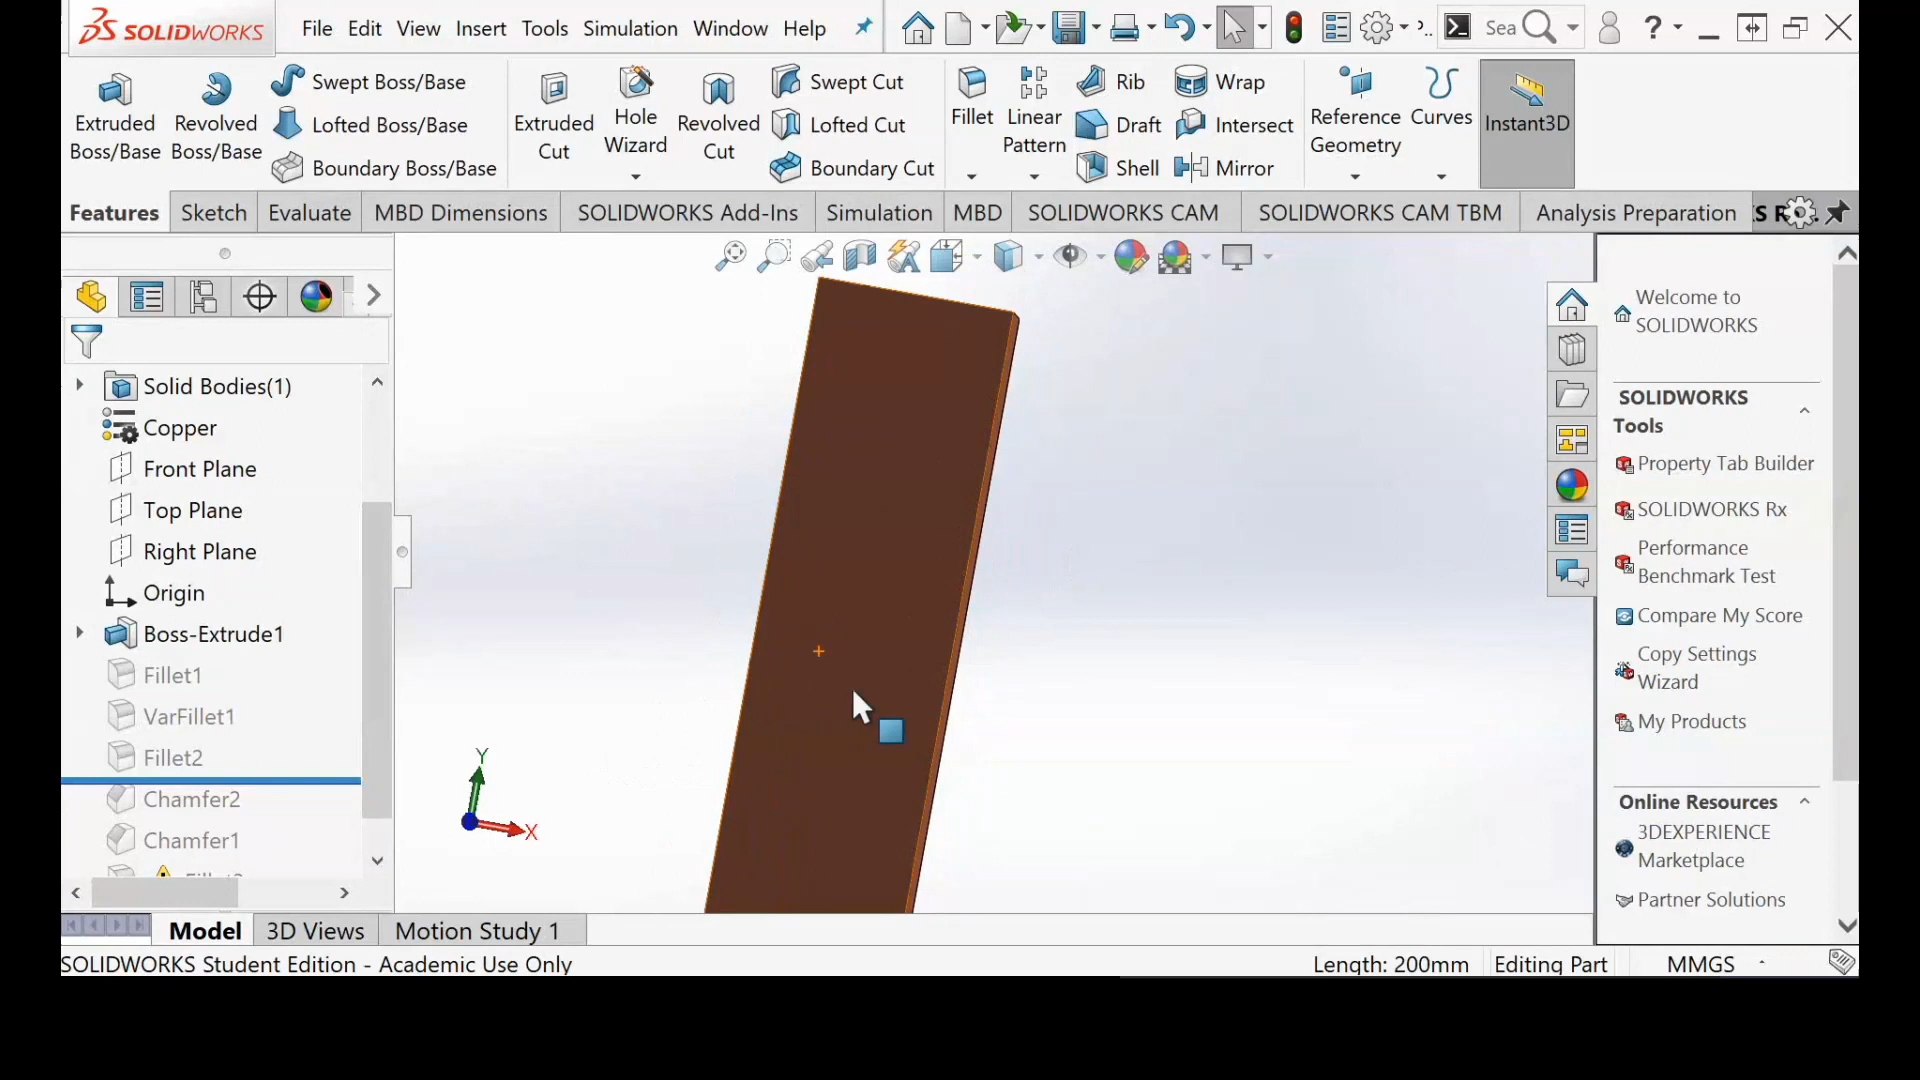 SOLIDWORKS File Edit View Insert Tools Simulation Window Help Sea ?
Extruded Boss/Base
Revolved Boss/Base
Swept Boss/Base
Lofted Boss/Base
Boundary Boss/Base
Extruded Cut
Hole Wizard
Revolved Cut
Swept Cut
Lofted Cut
Boundary Cut
Fillet
Linear Pattern
Rib
Draft
Shell
Wrap
Intersect
Mirror
Reference Geometry
Curves
Instant3D
Features Sketch Evaluate MBD Dimensions SOLIDWORKS Add-Ins Simulation MBD SOLIDWORKS CAM SOLIDWORKS CAM TBM Analysis Preparation
Solid Bodies(1)
Copper
Front Plane
Top Plane
Right Plane
Origin
Boss-Extrude1
Fillet1
VarFillet1
Fillet2
Chamfer2
Chamfer1
Y
X
Welcome to
SOLIDWORKS
SOLIDWORKS
Tools
Property Tab Builder
SOLIDWORKS Rx
Performance
Benchmark Test
Compare My Score
Copy Settings
Wizard
My Products
Online Resources
3DEXPERIENCE
Marketplace
Partner Solutions
Model 3D Views Motion Study 1
SOLIDWORKS Student Edition - Academic Use Only Length: 200mm Editing Part MMGS